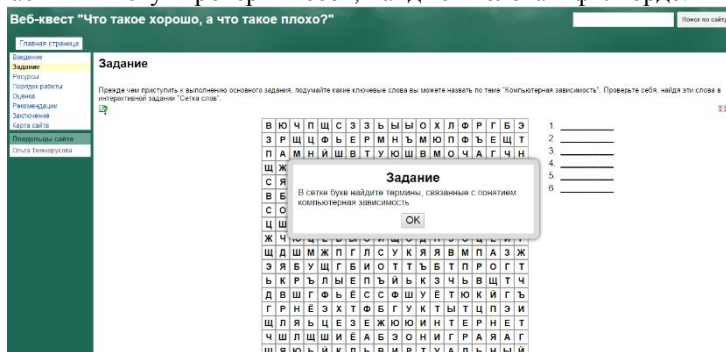 Веб-квест "Что такое хорошо, а что такое плохо?"
Поиск по сайту
Главная страница
Введение
Задание
Ресурсы
Порядок работы
Оценка
Рекомендации
Заключение
Карта сайта
Владельцы сайта
Ольга Темнорусова
Задание
Прежде чем приступить к выполнению основного задания, подумайте какие ключевые слова вы можете назвать по теме "Компьютерная зависимость". Проверьте себя, найдя эти слова в
интерактивной задании "Сетка слов".
В Ю Ч П Щ С З З Ь Ы Ы О Х Л Ф Р Г Б Э
З Р Щ Ц Ф Ь Е Р М Н Ъ М Ю П Ф Ъ Е Щ Т
П А М Н Й Ш В Т У Ю Ш В М О Ч А Г Ч Н
Щ Ж
С Я
В Б
С О
Ц Ш
Задание
В сетке букв найдите термины, связанные с понятием
компьютерная зависимость
OK
Щ Д Ш М Ж П Г Л С У К Я Я В М П А З Ж
Э Я Б У Щ Г Б И О Т Т Ъ Б Т П Р О Г Т
Ь К Р Ъ Л Ы Е П Ъ Й Ь К З Ч Ь В Щ Т Ч
Д В Ш Г Ф Ь Ё С С Ф Ш У Ё Т Ю К Й Г Ъ
Г Р Н Ё Э Х Т Ф Б Г У К Т Ы Т Ц П Э И
Щ Л Я Ь Ц Е З Е Ж Ю Ю И Н Т Е Р Н Е Т
Ч Ш Л Щ Ш И Ё А Б Э О Н И Г Р А Я А Г
1.
2.
3.
4.
5.
6.